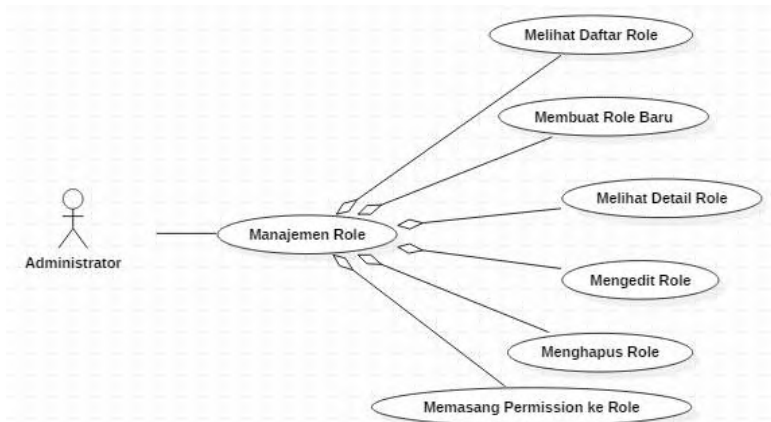 Melihat Daftar Role
Membuat Role Baru
Melihat Detail Role
Manajemen Role
Administrator
Mengedit Role
Menghapus Role
Memasang Permission ke Role